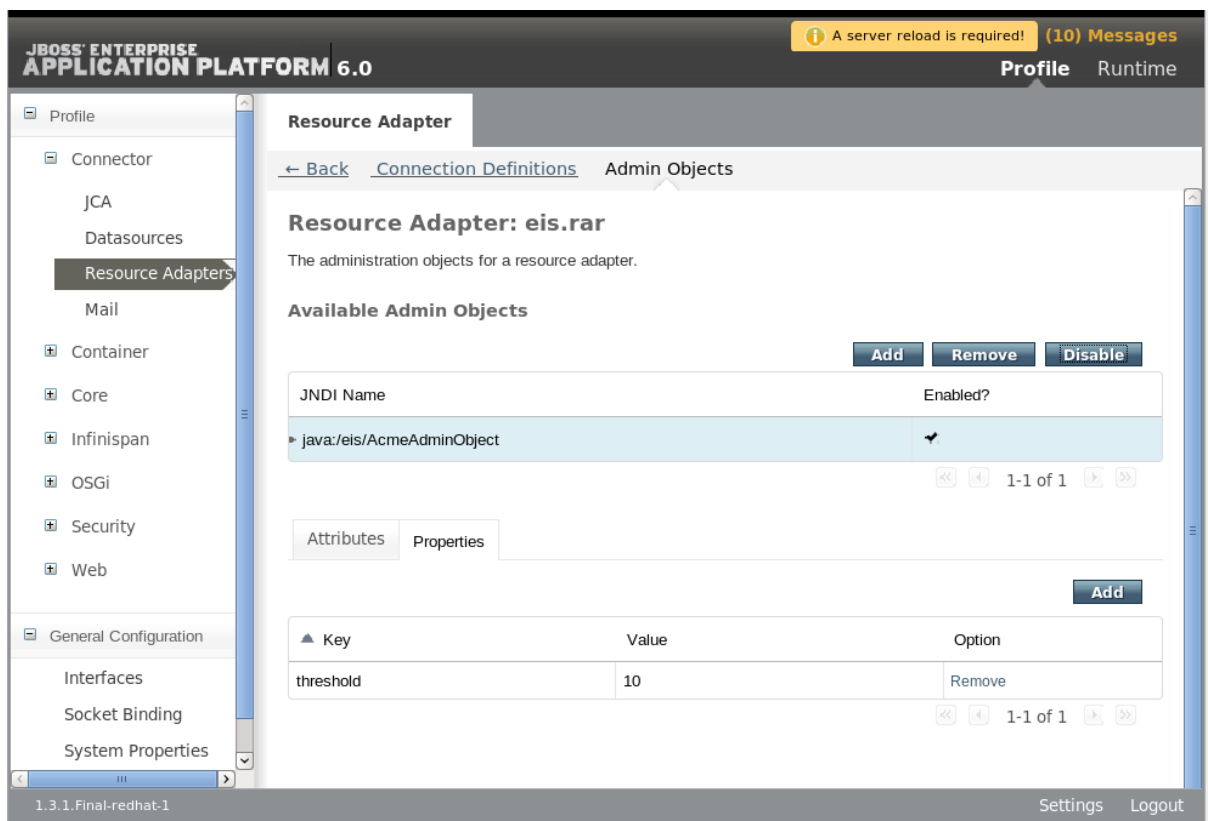 JBOSS' ENTERPRISE
APPLICATION PLATFORM 6.0
A server reload is required!
(10) Messages
Profile Runtime
Profile
Connector
JCA
Datasources
Resource Adapters
Mail
Container
Core
Infinispan
OSGi
Security
Web
General Configuration
Interfaces
Socket Binding
System Properties
Resource Adapter
← Back Connection Definitions Admin Objects
Resource Adapter: eis.rar
The administration objects for a resource adapter.
Available Admin Objects
Add Remove Disable
JNDI Name Enabled?
java:/eis/AcmeAdminObject
1-1 of 1
Attributes Properties
Add
Key Value Option
threshold 10 Remove
1-1 of 1
1.3.1.Final-redhat-1
Settings Logout